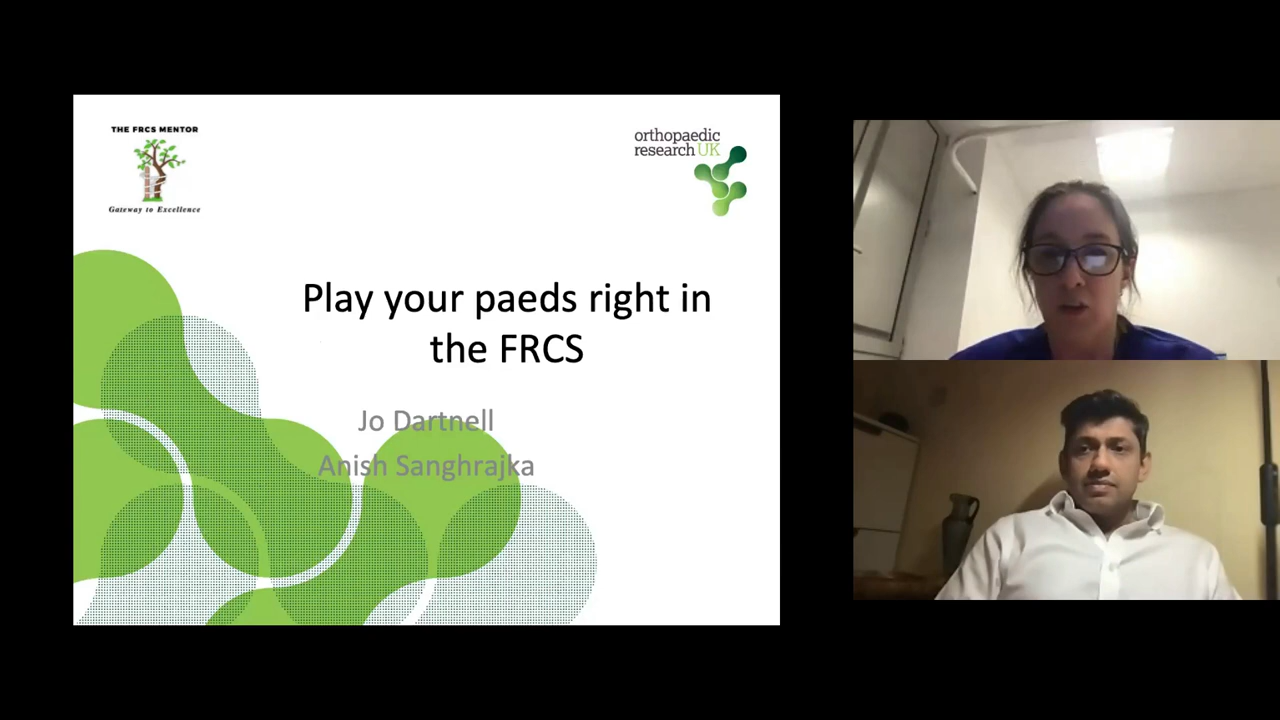 THE FRCS MENTOR
Gateway to Excellence
orthopaedic
research UK
Play your paeds right in
the FRCS
Jo Dartnell
Anish Sanghrajka